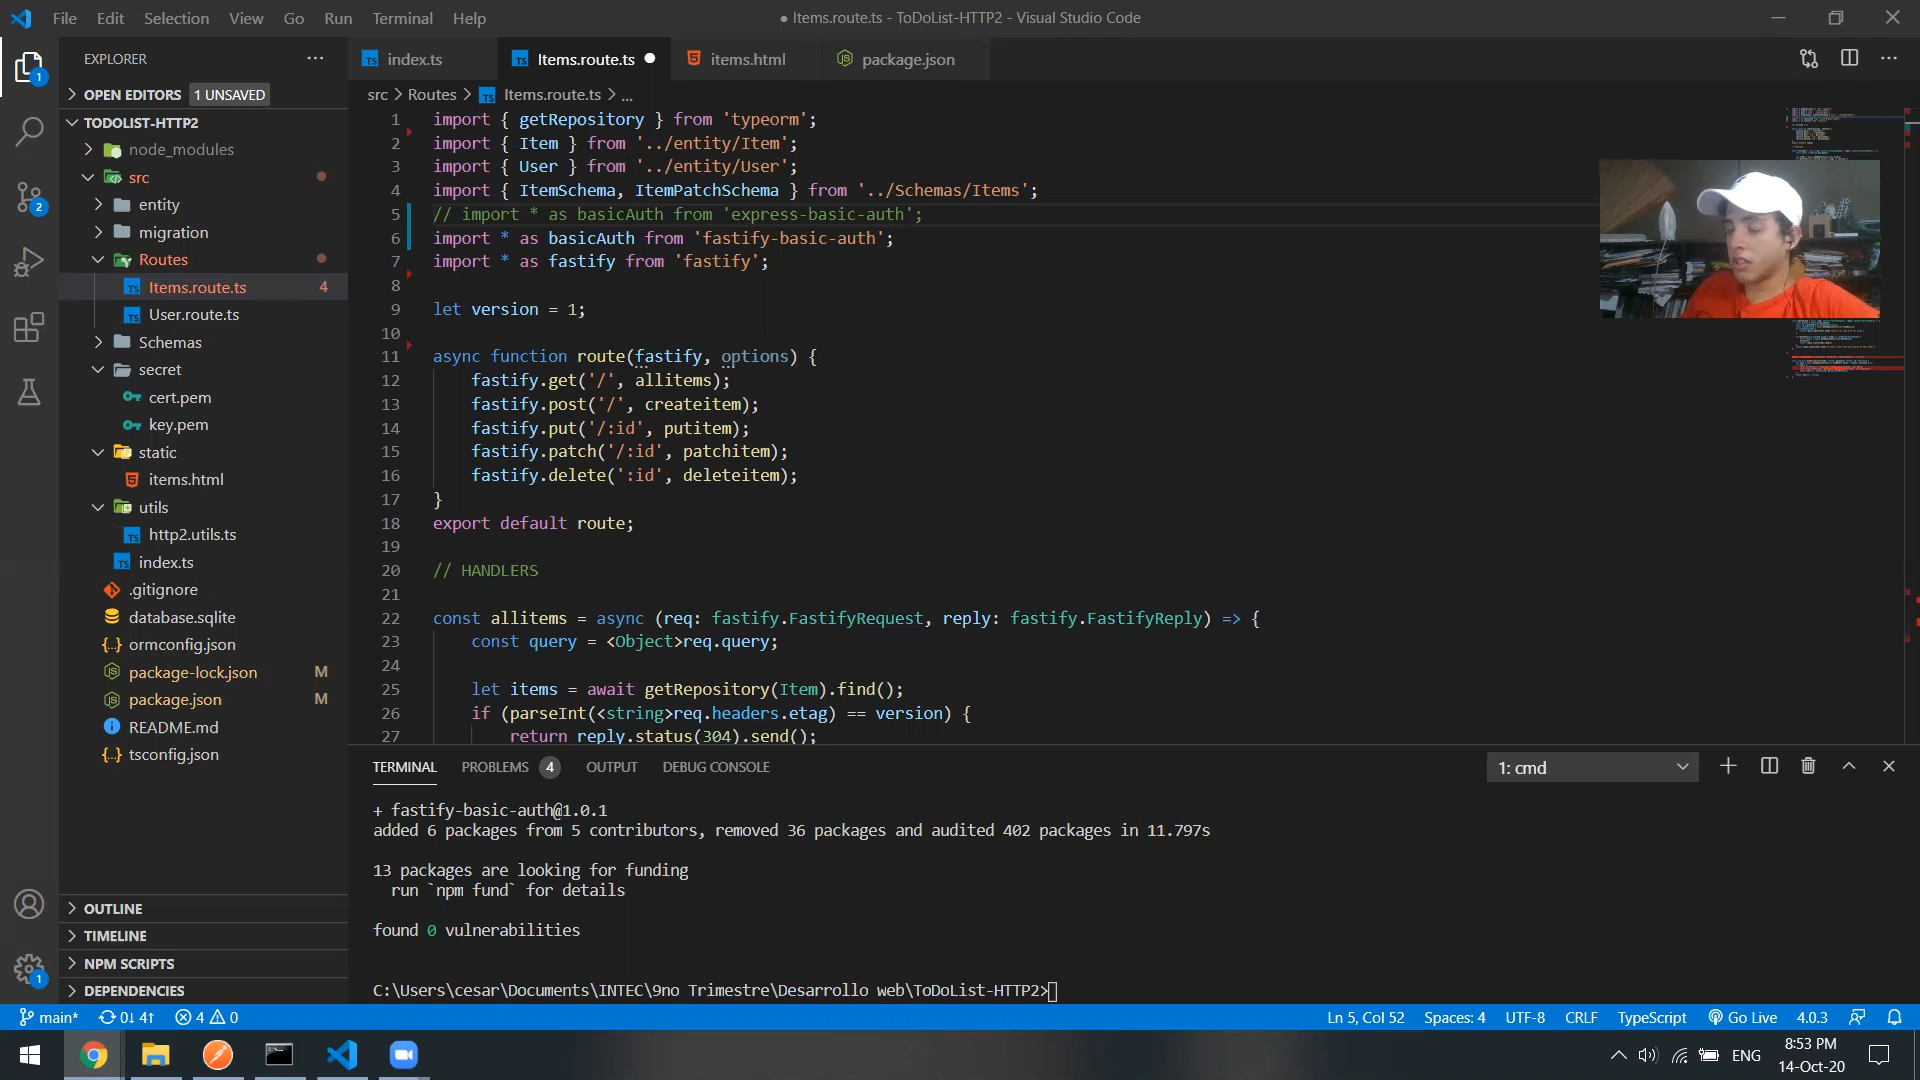 File Edit Selection View Go Run Terminal Help
● Items.route.ts - ToDoList-HTTP2 - Visual Studio Code
EXPLORER
OPEN EDITORS 1 UNSAVED
TODOLIST-HTTP2
node_modules
src
entity
migration
Routes
Items.route.ts 4
User.route.ts
Schemas
secret
cert.pem
key.pem
static
items.html
utils
http2.utils.ts
index.ts
.gitignore
database.sqlite
ormconfig.json
package-lock.json M
package.json M
README.md
tsconfig.json
OUTLINE
TIMELINE
NPM SCRIPTS
DEPENDENCIES
1
2
1
index.ts Items.route.ts items.html package.json
src > Routes > Items.route.ts > ...
1 import { getRepository } from 'typeorm';
2 import { Item } from '../entity/Item';
3 import { User } from '../entity/User';
4 import { ItemSchema, ItemPatchSchema } from '../Schemas/Items';
5 // import * as basicAuth from 'express-basic-auth';
6 import * as basicAuth from 'fastify-basic-auth';
7 import * as fastify from 'fastify';
8
9 let version = 1;
10
11 async function route(fastify, options) {
12 fastify.get('/', allitems);
13 fastify.post('/', createitem);
14 fastify.put('/:id', putitem);
15 fastify.patch('/:id', patchitem);
16 fastify.delete(':id', deleteitem);
17 }
18 export default route;
19
20 // HANDLERS
21
22 const allitems = async (req: fastify.FastifyRequest, reply: fastify.FastifyReply) => {
23 const query = <Object>req.query;
24
25 let items = await getRepository(Item).find();
26 if (parseInt(<string>req.headers.etag) == version) {
27 return reply.status(304).send();
TERMINAL PROBLEMS 4 OUTPUT DEBUG CONSOLE
1: cmd
+ fastify-basic-auth@1.0.1
added 6 packages from 5 contributors, removed 36 packages and audited 402 packages in 11.797s
13 packages are looking for funding
run `npm fund` for details
found 0 vulnerabilities
C:\Users\cesar\Documents\INTEC\9no Trimestre\Desarrollo web\ToDoList-HTTP2>
main* 0↓ 4↑ 4 0
Ln 5, Col 52 Spaces: 4 UTF-8 CRLF TypeScript Go Live 4.0.3
ENG
8:53 PM
14-Oct-20